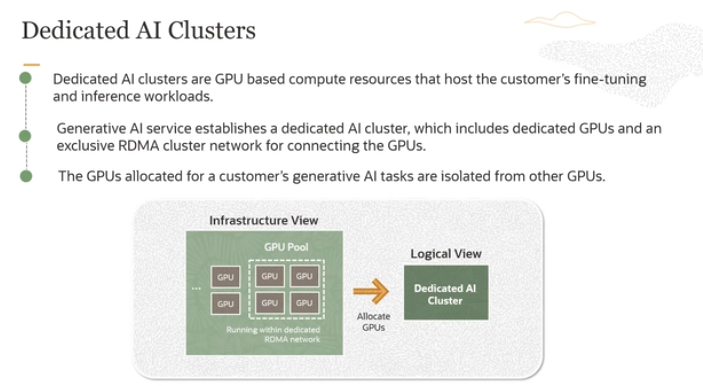 Dedicated AI Clusters
Dedicated AI clusters are GPU based compute resources that host the customer's fine-tuning
and inference workloads.
Generative AI service establishes a dedicated AI cluster, which includes dedicated GPUs and an
exclusive RDMA cluster network for connecting the GPUs.
The GPUs allocated for a customer's generative AI tasks are isolated from other GPUs.
Infrastructure View
GPU Pool
GPU GPU GPU
... GPU GPU GPU
Running within dedicated
RDMA network
Allocate
GPUs
Logical View
Dedicated AI
Cluster